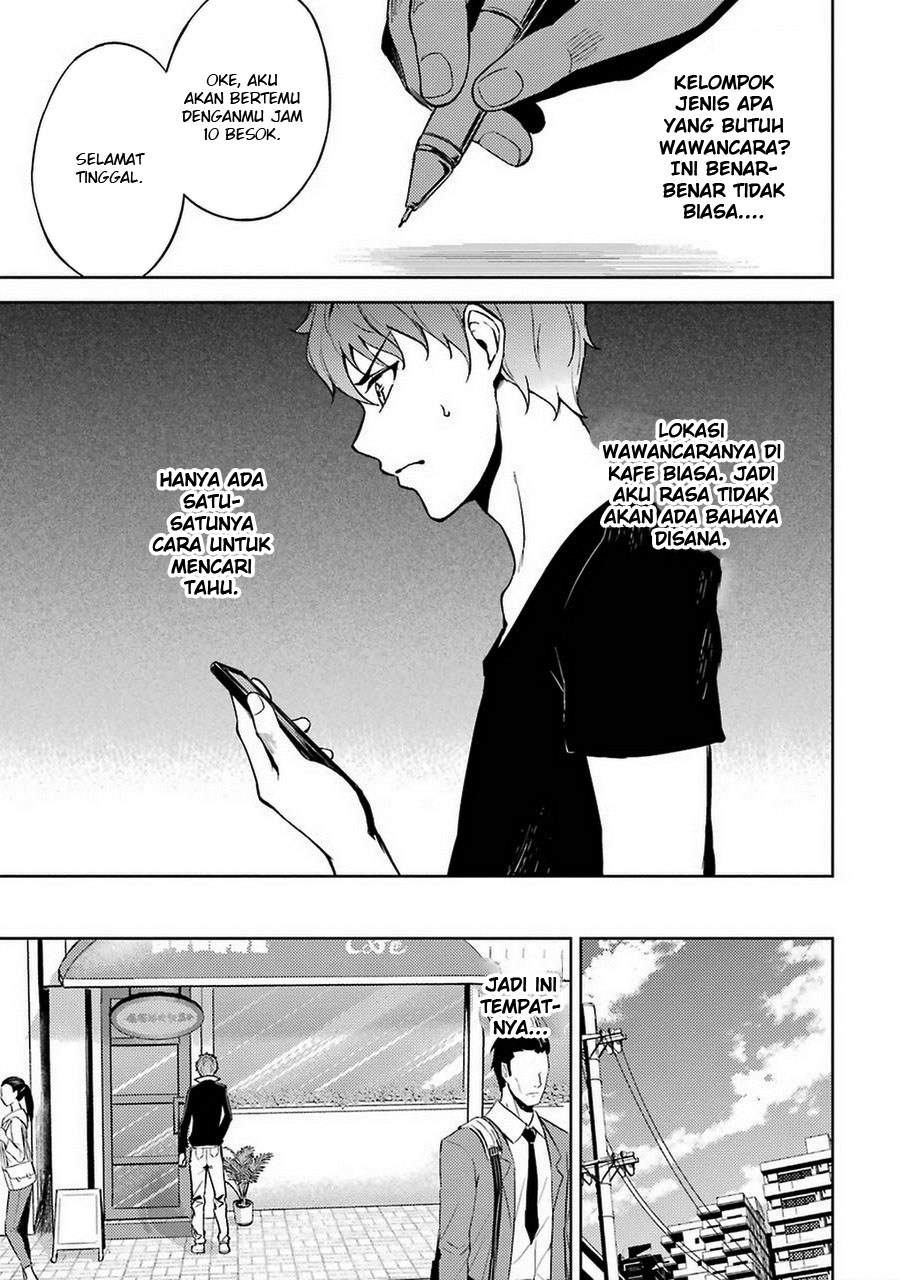 KELOMPOK
JENIS APA
YANG BUTUH
WAWANCARA?
INI BENAR-
BENAR TIDAK
BIASA....
OKE, AKU
AKAN BERTEMU
DENGANMU JAM
10 BESOK.
SELAMAT
TINGGAL.
LOKASI
WAWANCARANYA DI
KAFE BIASA. JADI
AKU RASA TIDAK
AKAN ADA BAHAYA
DISANA.
HANYA ADA
SATU-
SATUNYA
CARA UNTUK
MENCARI
TAHU.
JADI INI
TEMPAT-
NYA...